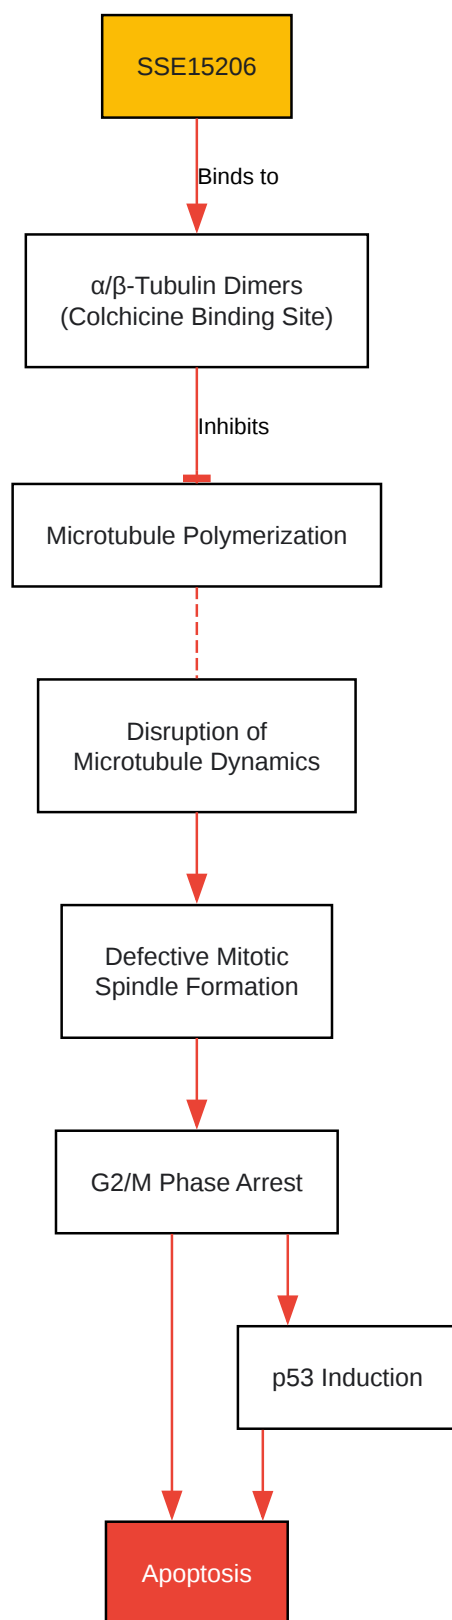 SSE15206
Binds to
α/β-Tubulin Dimers
(Colchicine Binding Site)
Inhibits
Microtubule Polymerization
Disruption of
Microtubule Dynamics
Defective Mitotic
Spindle Formation
G2/M Phase Arrest
p53 Induction
Apoptosis